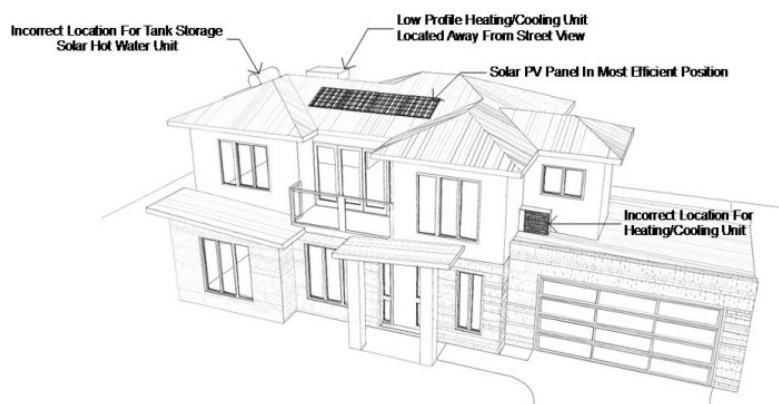 Incorrect Location For Tank Storage
Solar Hot Water Unit
Low Profile Heating/Cooling Unit
Located Away From Street View
Solar PV Panel In Most Efficient Position
Incorrect Location For
Heating/Cooling Unit